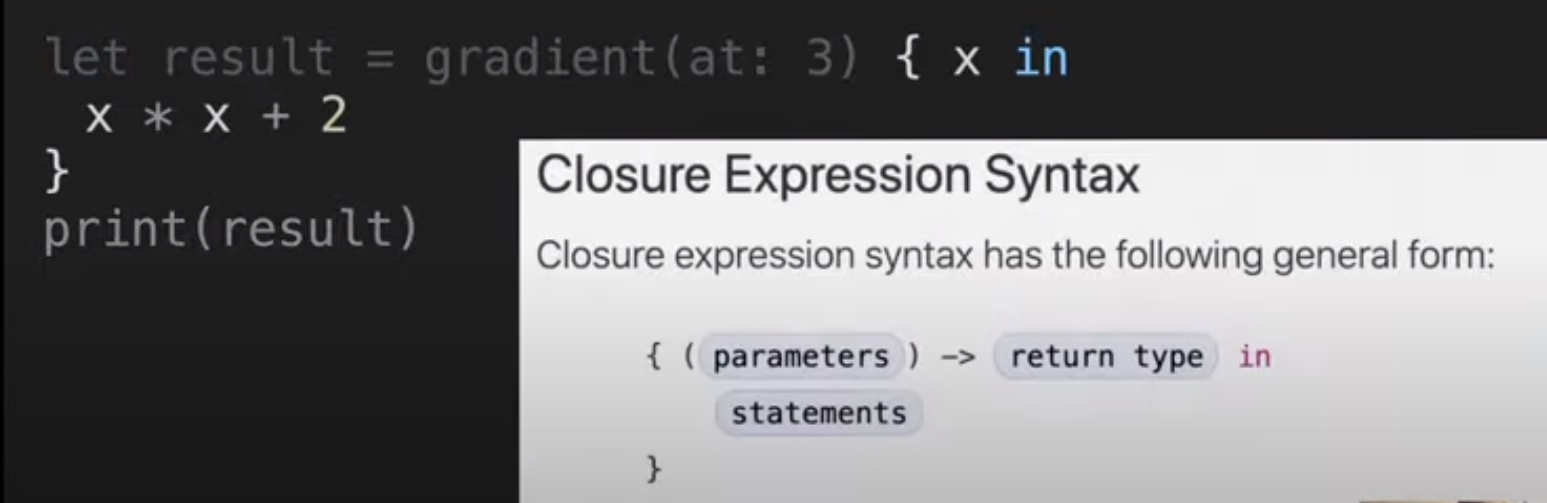 let result = gradient(at: 3) { x in
 x * x + 2
}
print(result)
Closure Expression Syntax
Closure expression syntax has the following general form:
{ ( parameters ) -> return type in
    statements
}